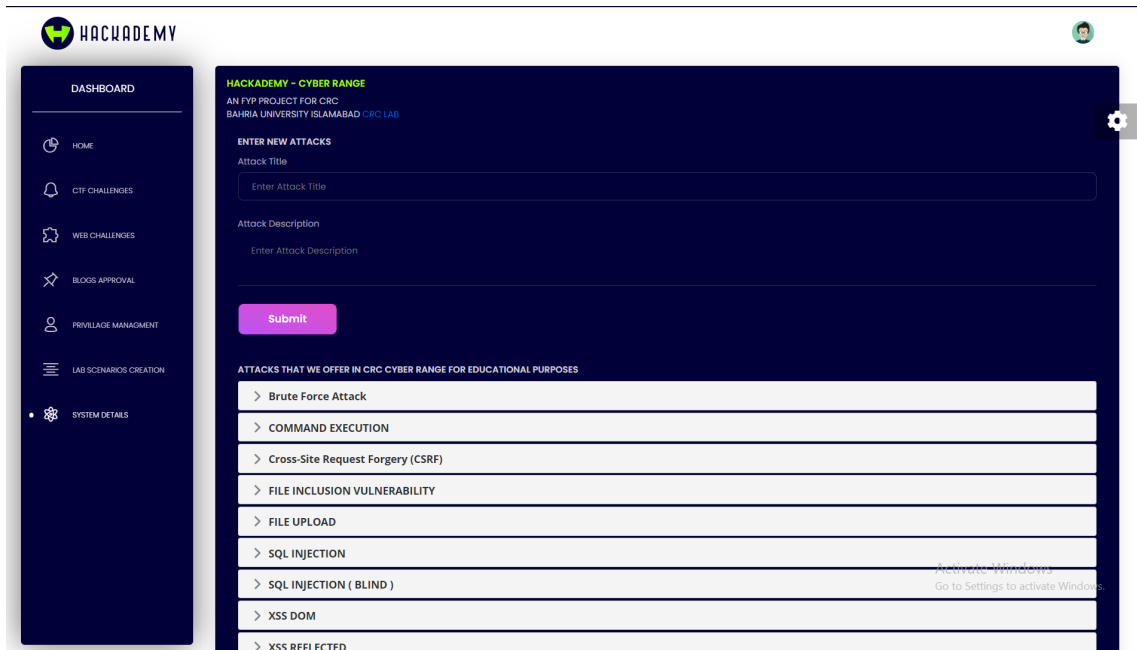 HACKADEMY
DASHBOARD
HOME
CTF CHALLENGES
WEB CHALLENGES
BLOGS APPROVAL
PRIVILLAGE MANAGMENT
LAB SCENARIOS CREATION
SYSTEM DETAILS
HACKADEMY - CYBER RANGE
AN FYP PROJECT FOR CRC
BAHRIA UNIVERSITY ISLAMABAD CRC LAB
ENTER NEW ATTACKS
Attack Title
Enter Attack Title
Attack Description
Enter Attack Description
Submit
ATTACKS THAT WE OFFER IN CRC CYBER RANGE FOR EDUCATIONAL PURPOSES
Brute Force Attack
COMMAND EXECUTION
Cross-Site Request Forgery (CSRF)
FILE INCLUSION VULNERABILITY
FILE UPLOAD
SQL INJECTION
SQL INJECTION ( BLIND )
XSS DOM
XSS REFLECTED
Activate Windows
Go to Settings to activate Windows.